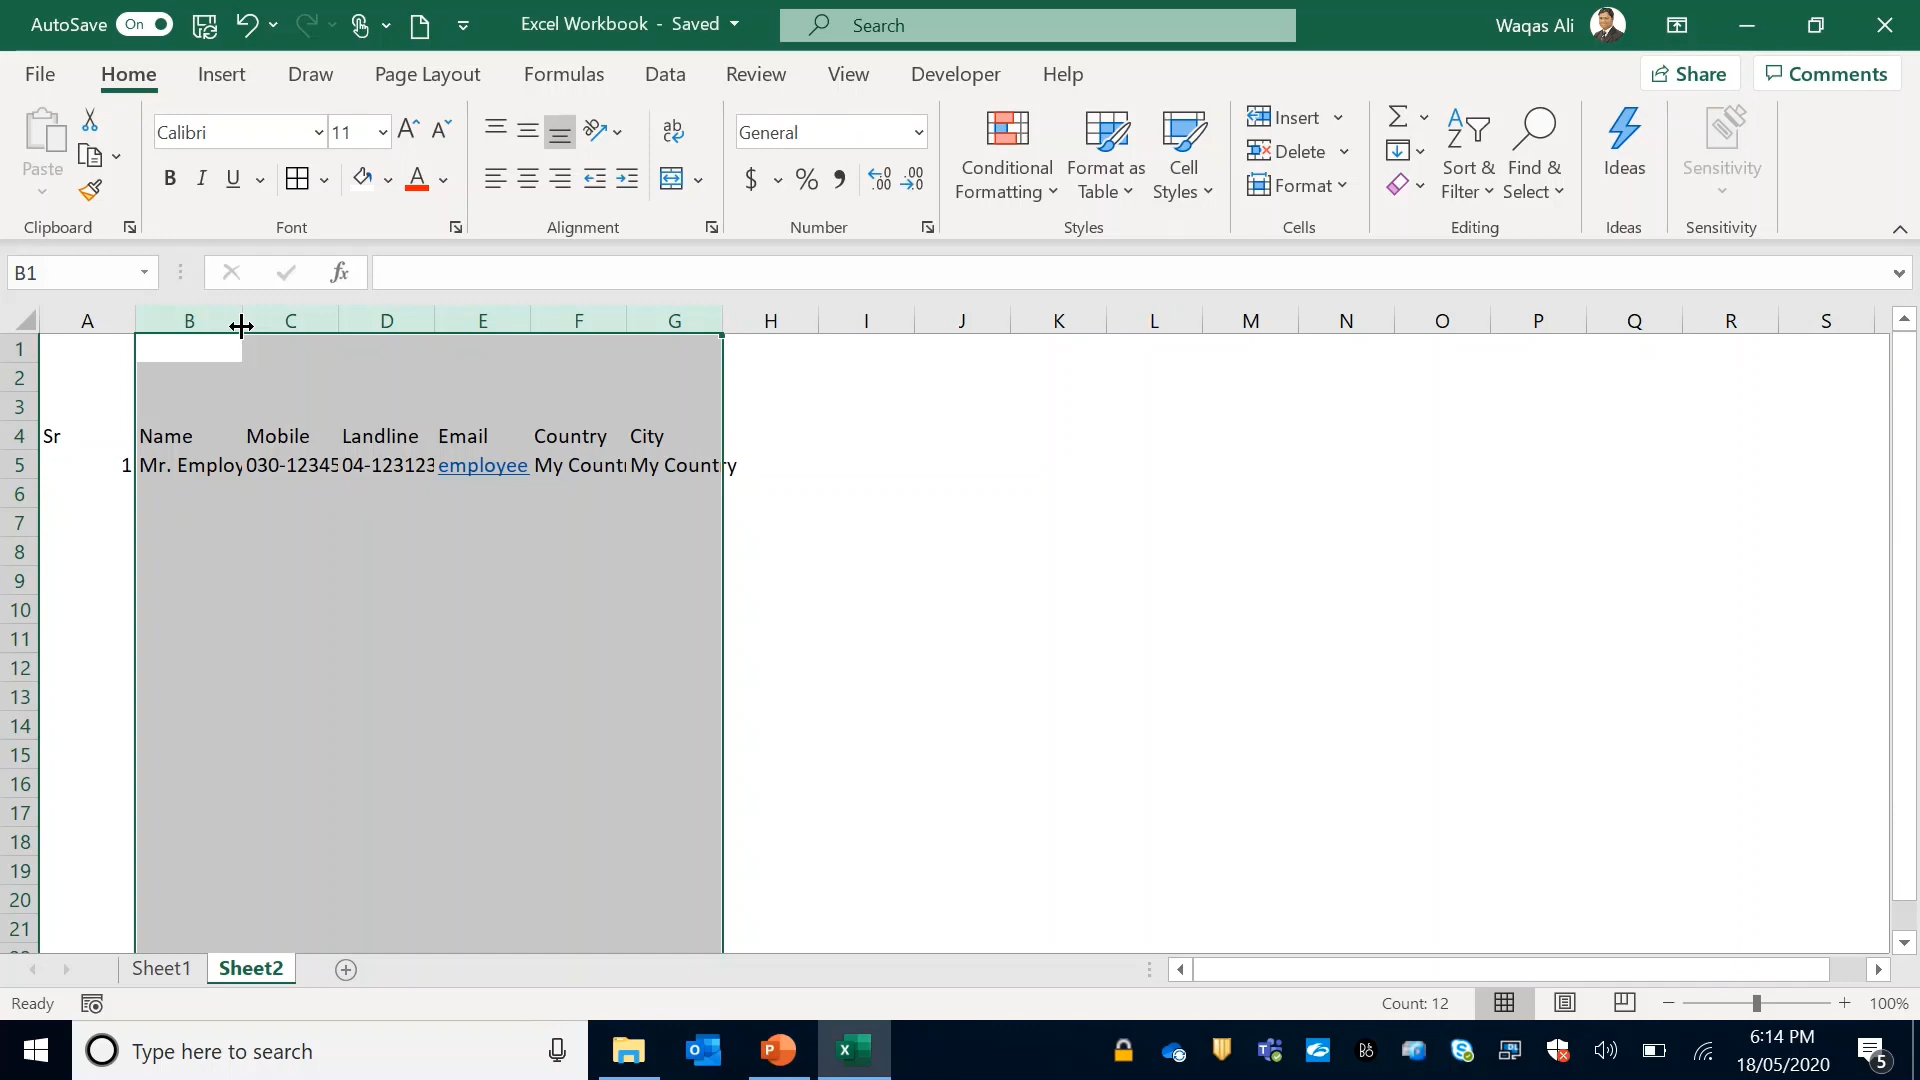 AutoSave On Excel Workbook - Saved Search Waqas Ali
File Home Insert Draw Page Layout Formulas Data Review View Developer Help Share Comments
Paste Calibri 11 General
B I U A $ % Conditional Formatting Format as Table Cell Styles
Insert
Delete
Format
Sort & Filter Find & Select Ideas Sensitivity
Clipboard Font Alignment Number Styles Cells Editing Ideas Sensitivity
B1 fx
A B C D E F G H I J K L M N O P Q R S
1
2
3
4 Sr Name Mobile Landline Email Country City
5 1 Mr. Employ 030-12345 04-123123 employee My Countr My Country
6
7
8
9
10
11
12
13
14
15
16
17
18
19
20
21
Sheet1 Sheet2
Ready Count: 12 100%
Type here to search 6:14 PM
18/05/2020 5